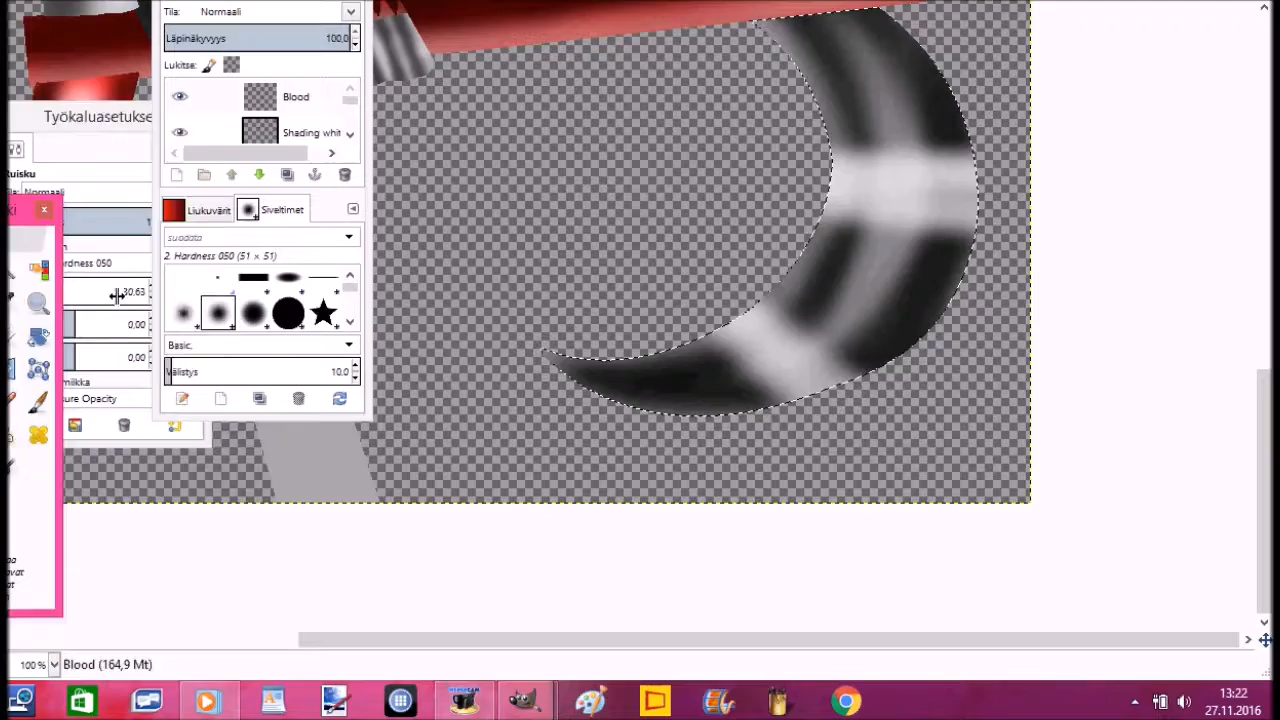 Tila: Normaali
Läpinäkyvyys 100,0
Lukitse:
Blood
Shading whit
Työkaluasetukse
Ruisku
Tila: Normaali
Liukuvärit
Siveltimet
suodata
2. Hardness 050 (51 × 51)
rdness 050
30,63
0,00
0,00
Basic,
Välistys 10,0
ure Opacity
100 %
Blood (164,9 Mt)
13:22
27.11.2016